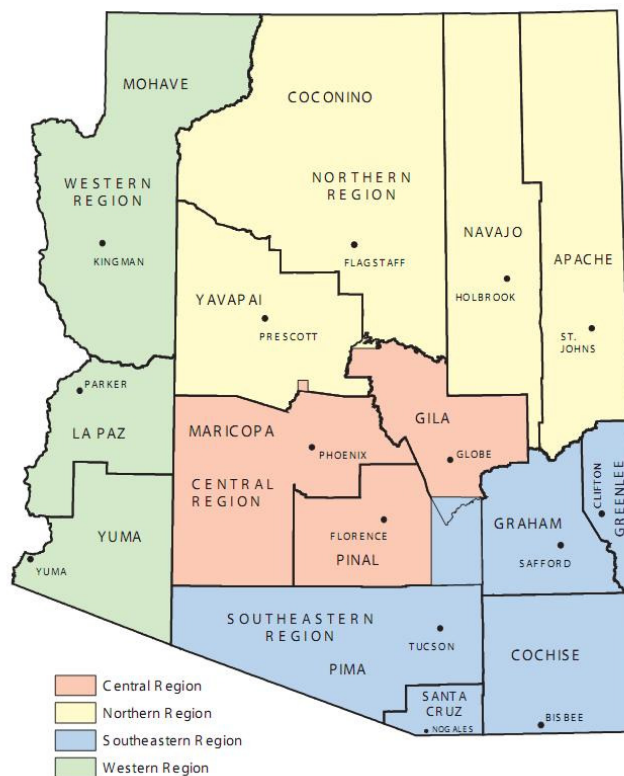 MOHAVE
COCONINO
WESTERN
REGION
NORTHERN
REGION
KINGMAN
FLAGSTAFF
NAVAJO
APACHE
YAVAPAI
HOLBROOK
PRESCOTT
ST.
JOHNS
PARKER
LA PAZ
MARICOPA
GILA
PHOENIX
GLOBE
CENTRAL
REGION
YUMA
YUMA
FLORENCE
PINAL
GRAHAM
SAFFORD
CLIFTON
GREENLEE
SOUTHEASTERN
REGION
TUCSON
PIMA
COCHISE
SANTA
CRUZ
NOGALES
BISBEE
Central Region
Northern Region
Southeastern Region
Western Region